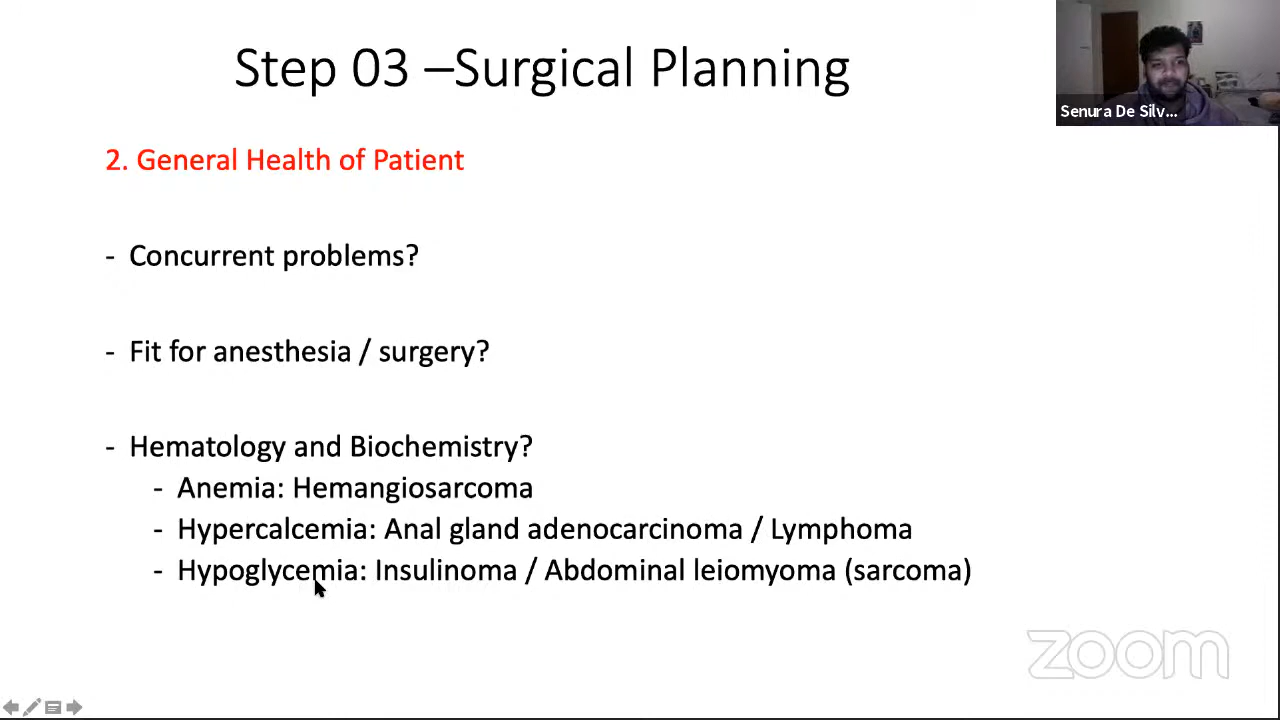 Step 03 –Surgical Planning
Senura De Silv...
2. General Health of Patient
- Concurrent problems?
- Fit for anesthesia / surgery?
- Hematology and Biochemistry?
- Anemia: Hemangiosarcoma
- Hypercalcemia: Anal gland adenocarcinoma / Lymphoma
- Hypoglycemia: Insulinoma / Abdominal leiomyoma (sarcoma)
zoom